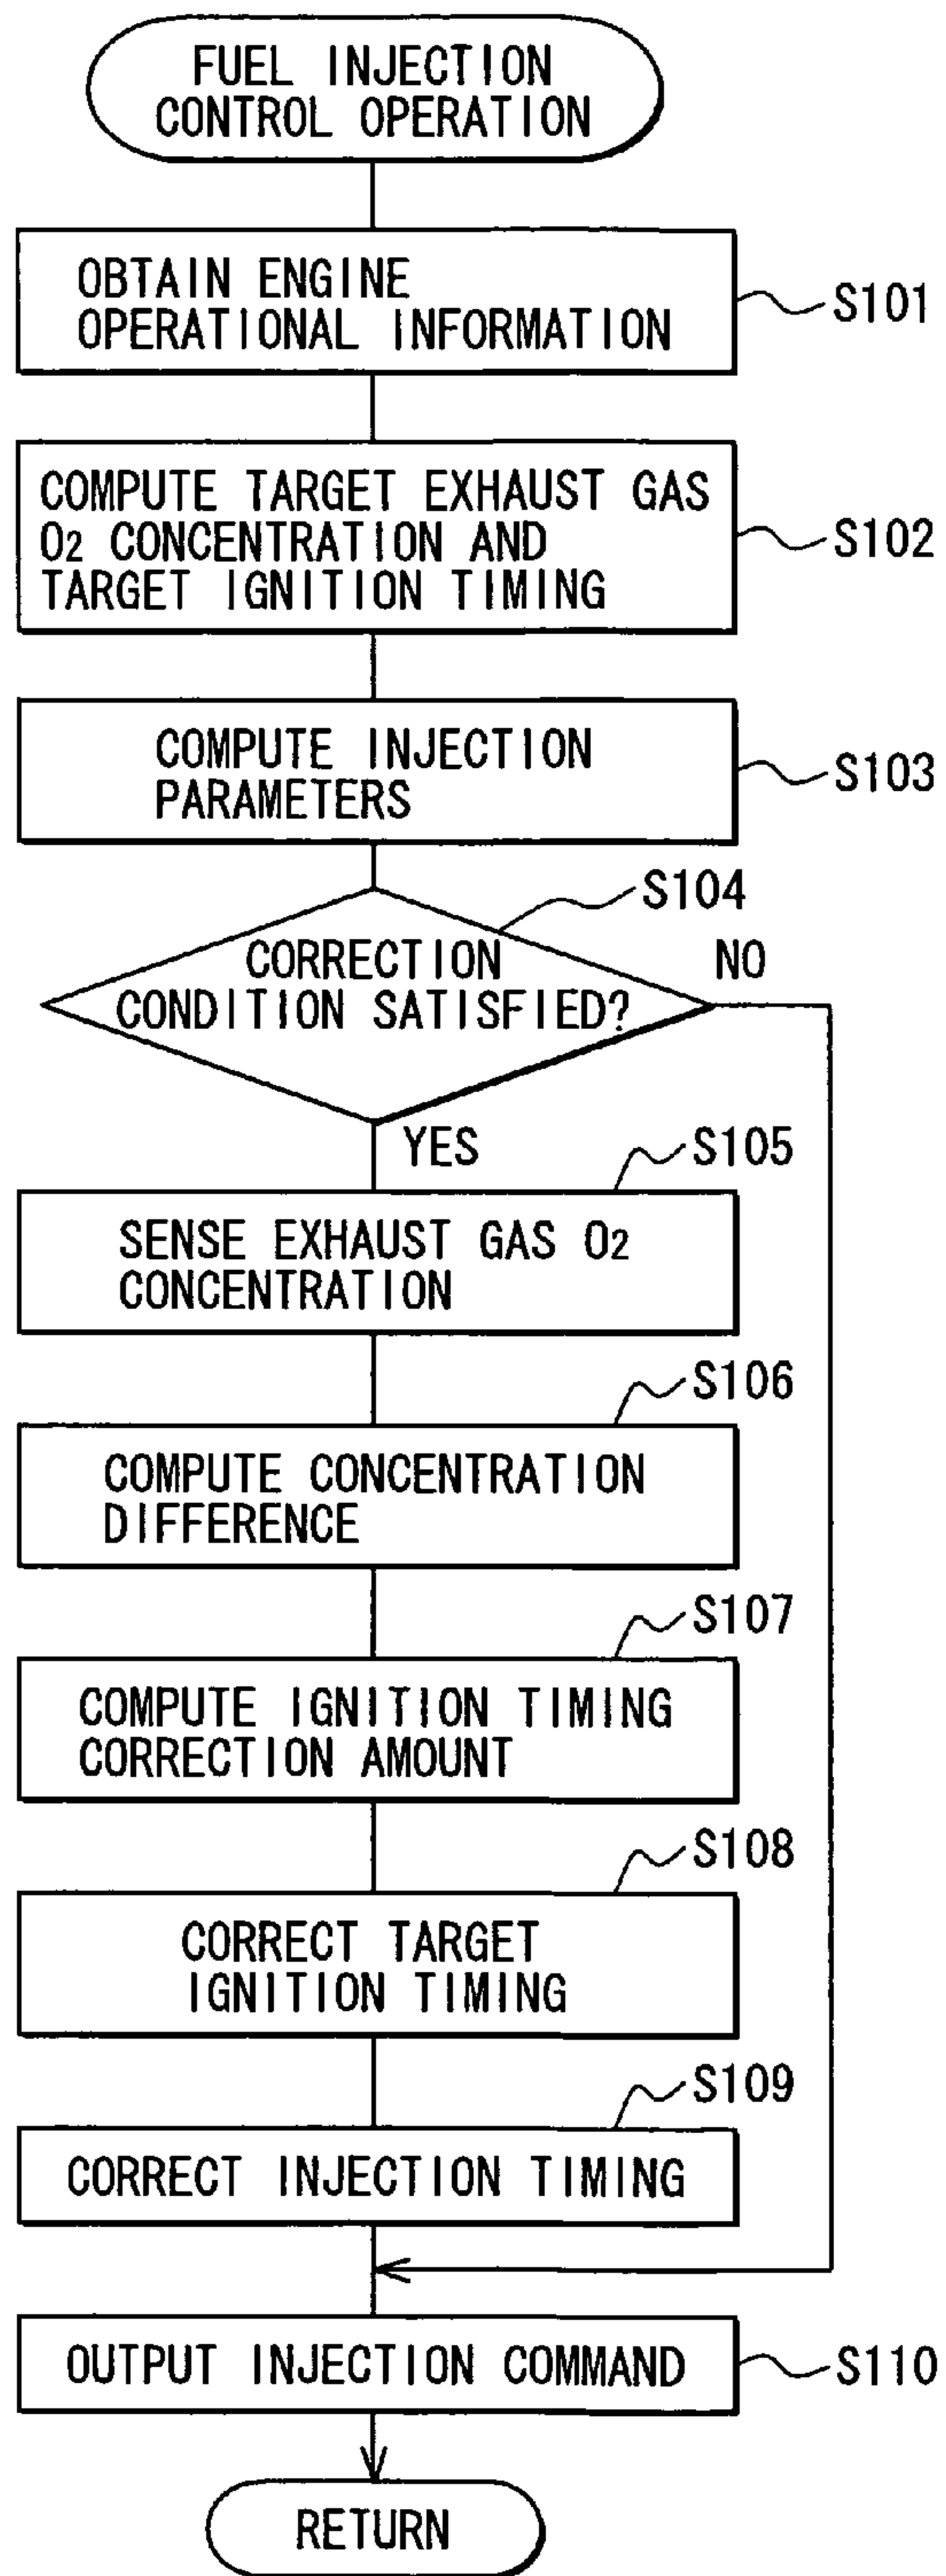 FUEL INJECTION
CONTROL OPERATION
OBTAIN ENGINE
OPERATIONAL INFORMATION
S101
COMPUTE TARGET EXHAUST GAS
O2 CONCENTRATION AND
TARGET IGNITION TIMING
S102
COMPUTE INJECTION
PARAMETERS
S103
S104
CORRECTION
CONDITION SATISFIED?
NO
YES
S105
SENSE EXHAUST GAS O2
CONCENTRATION
S106
COMPUTE CONCENTRATION
DIFFERENCE
S107
COMPUTE IGNITION TIMING
CORRECTION AMOUNT
S108
CORRECT TARGET
IGNITION TIMING
S109
CORRECT INJECTION TIMING
OUTPUT INJECTION COMMAND
S110
RETURN